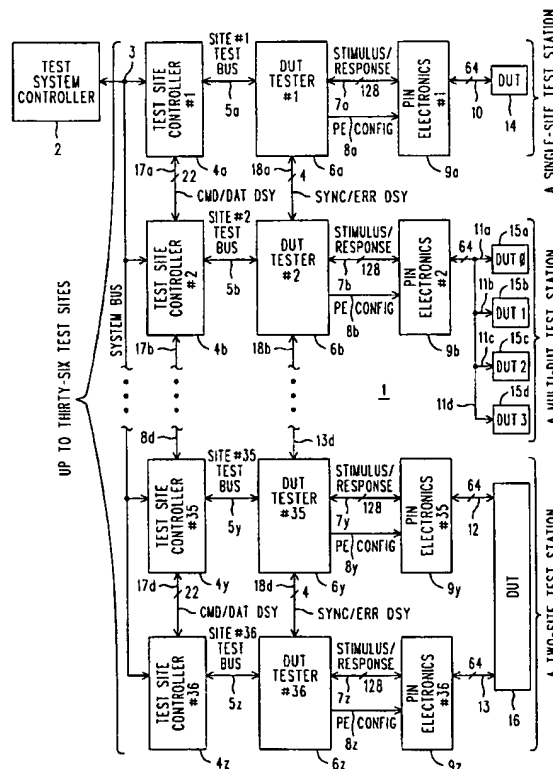 TEST
SYSTEM
CONTROLLER
2
3
SYSTEM BUS
UP TO THIRTY-SIX TEST SITES
TEST SITE
CONTROLLER
#1
4a
SITE #1
TEST
BUS
5a
DUT
TESTER
#1
6a
STIMULUS/
RESPONSE
7a
128
PE CONFIG
8a
PIN
ELECTRONICS
#1
9a
64
10
DUT
14
A SINGLE-SITE TEST STATION
17a
22
CMD/DAT DSY
18a
4
SYNC/ERR DSY
TEST SITE
CONTROLLER
#2
4b
SITE #2
TEST
BUS
5b
DUT
TESTER
#2
6b
STIMULUS/
RESPONSE
7b
128
PE CONFIG
8b
PIN
ELECTRONICS
#2
9b
64
11a
15a
DUT Ø
11b
15b
DUT 1
11c
15c
DUT 2
11d
15d
DUT 3
A MULTI-DUT TEST STATION
17b
18b
1
8d
13d
TEST SITE
CONTROLLER
#35
4y
SITE #35
TEST
BUS
5y
DUT
TESTER
#35
6y
STIMULUS/
RESPONSE
7y
128
PE CONFIG
8y
PIN
ELECTRONICS
#35
9y
64
12
DUT
16
A TWO-SITE TEST STATION
17d
22
CMD/DAT DSY
18d
4
SYNC/ERR DSY
TEST SITE
CONTROLLER
#36
4z
SITE #36
TEST
BUS
5z
DUT
TESTER
#36
6z
STIMULUS/
RESPONSE
7z
128
PE CONFIG
8z
PIN
ELECTRONICS
#36
9z
64
13